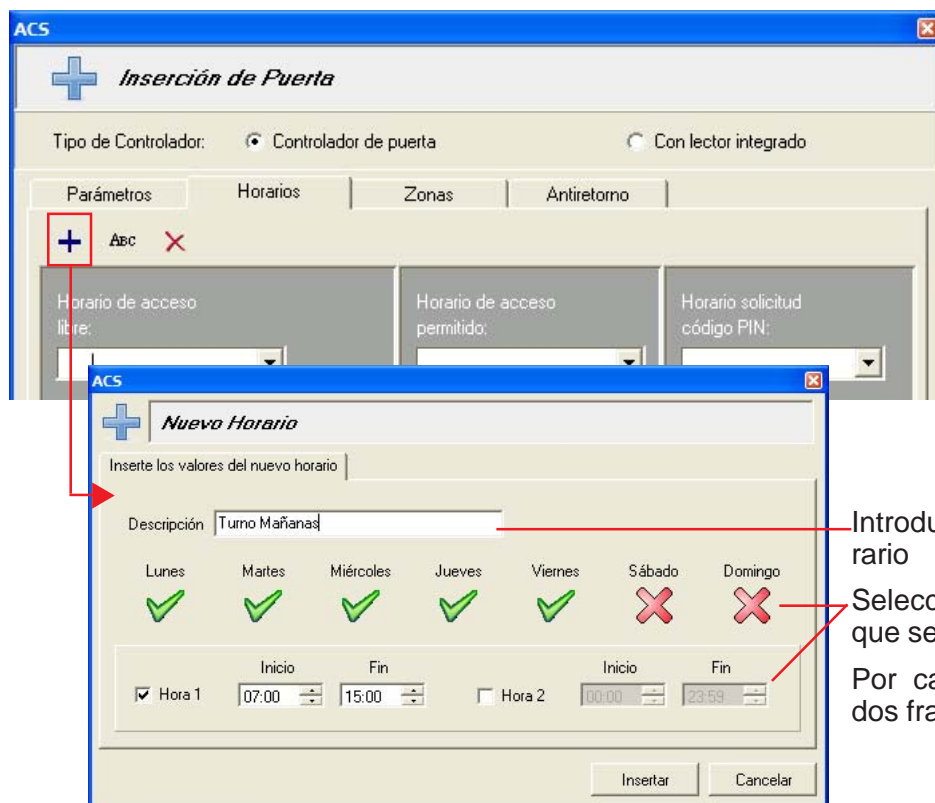 ACS
Inserción de Puerta
Tipo de Controlador: Controlador de puerta Con lector integrado
Parámetros Horarios Zonas Antiretorno
ABC
Horario de acceso libre:
Horario de acceso permitido:
Horario solicitud código PIN:
ACS
Nuevo Horario
Inserte los valores del nuevo horario
Descripción Turno Mañanas
Lunes Martes Miércoles Jueves Viernes Sábado Domingo
Inicio Fin Inicio Fin
Hora 1 07:00 15:00 Hora 2 00:00 23:59
Insertar Cancelar
rario
que se
Por
dos